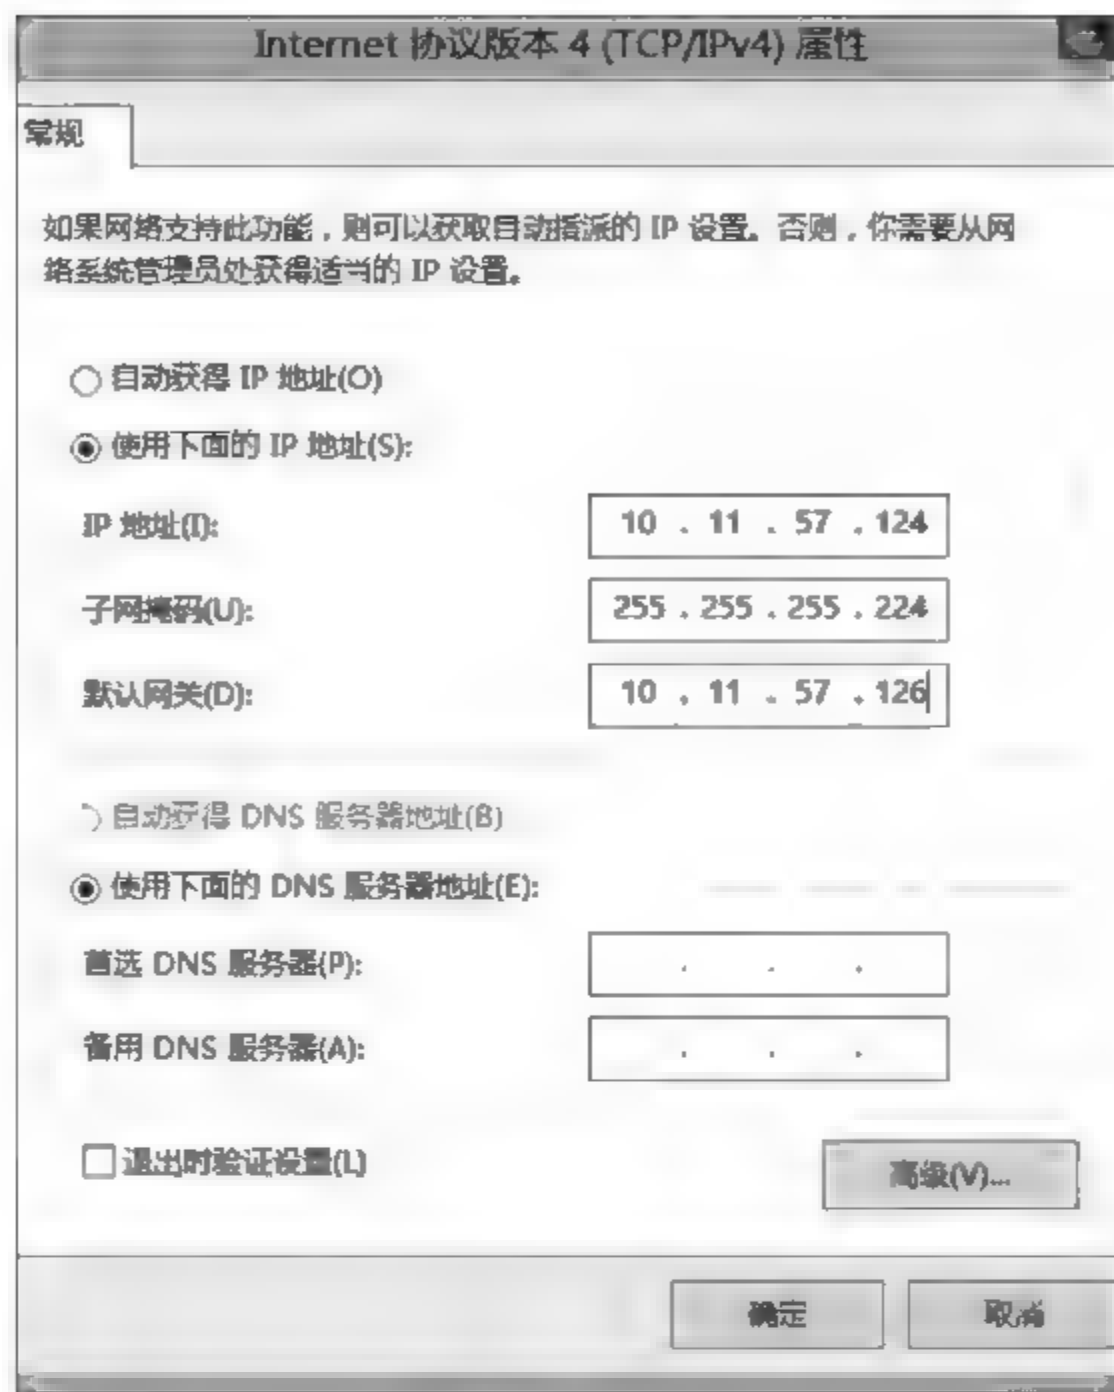 Internet 协议版本 4 (TCP/IPv4) 属性
常规
如果网络支持此功能，则可以获取自动指派的 IP 设置。否则，你需要从网
络系统管理员处获得适当的 IP 设置。
自动获得 IP 地址(O)
使用下面的 IP 地址(S):
IP 地址(I): 10 . 11 . 57 . 124
子网掩码(U): 255 . 255 . 255 . 224
默认网关(D): 10 . 11 . 57 . 126
自动获得 DNS 服务器地址(B)
使用下面的 DNS 服务器地址(E):
首选 DNS 服务器(P): . . .
备用 DNS 服务器(A): . . .
退出时验证设置(L)
高级(V)...
确定 取消